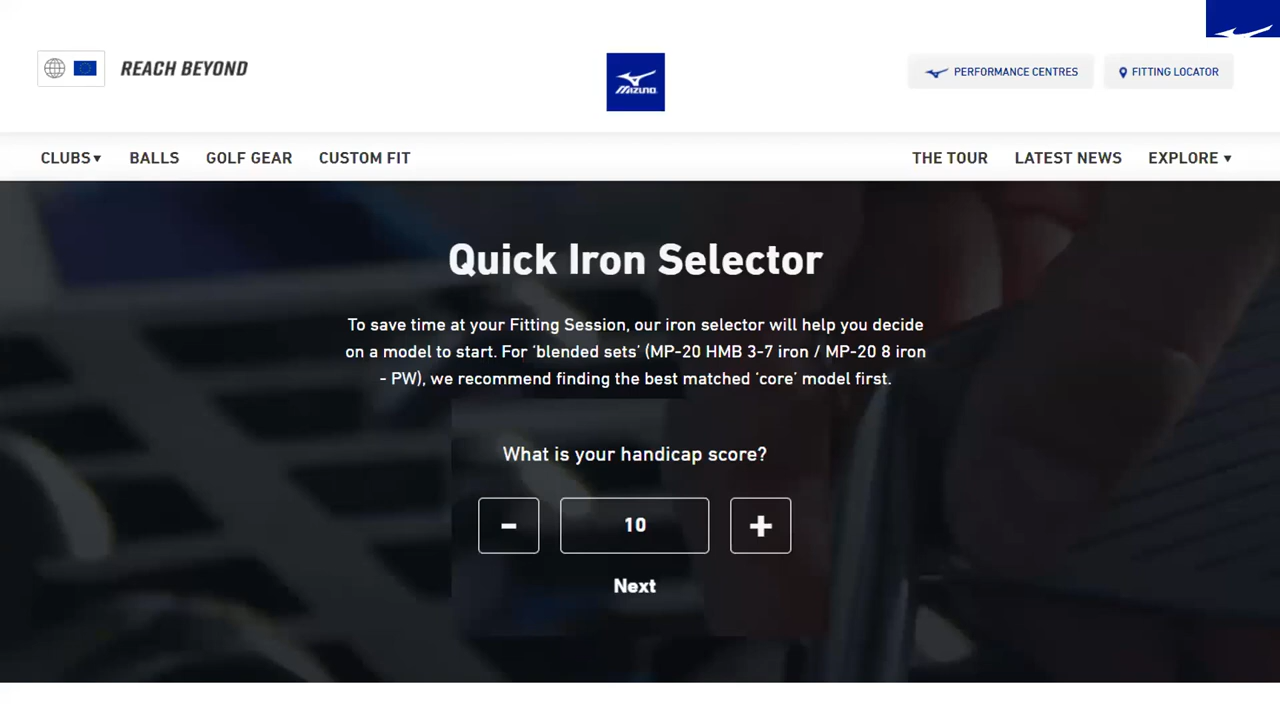 REACH BEYOND
MIZUNO
PERFORMANCE CENTRES
FITTING LOCATOR
CLUBS▼
BALLS
GOLF GEAR
CUSTOM FIT
THE TOUR
LATEST NEWS
EXPLORE ▼
Quick Iron Selector
To save time at your Fitting Session, our iron selector will help you decide
on a model to start. For ‘blended sets’ (MP-20 HMB 3-7 iron / MP-20 8 iron
- PW), we recommend finding the best matched ‘core’ model first.
What is your handicap score?
- 10 +
Next